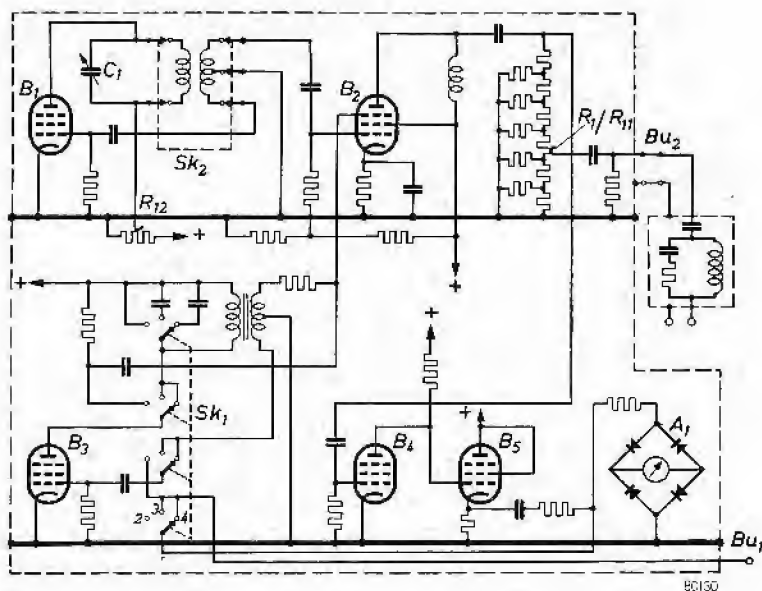 C1
B1
Sk2
B2
R1/R11
Bu2
R12
+
+
+
+
B3
Sk1
2
3
4
B4
+
B5
A1
Bu1
80130